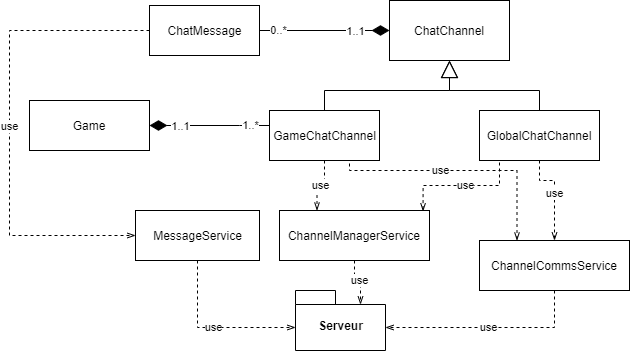 ChatMessage
0..*
1..1
ChatChannel
use
Game
1..1
1..*
GameChatChannel
GlobalChatChannel
use
use
use
use
MessageService
ChannelManagerService
ChannelCommsService
use
use
Serveur
use